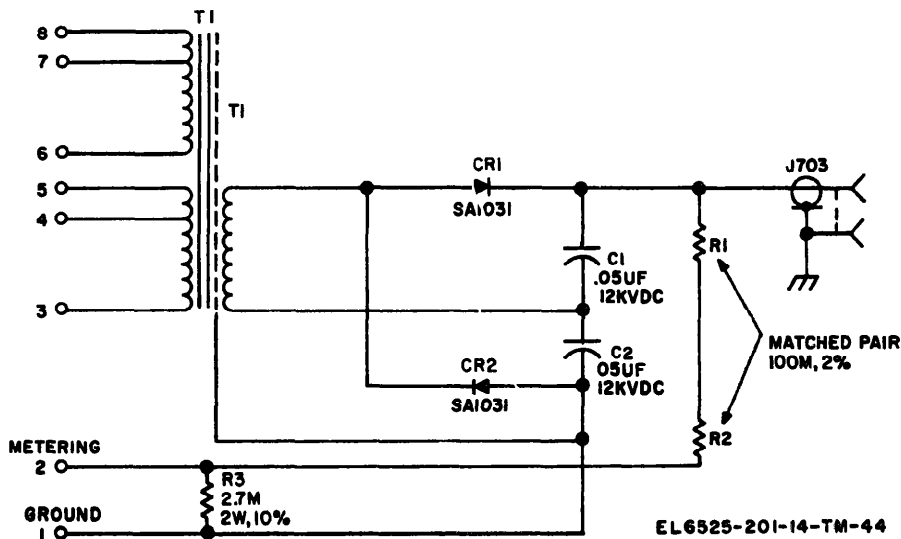 T1
8
7
T1
6
CR1
J703
5
SA1031
4
R1
C1
.05UF
12KVDC
3
MATCHED PAIR
100M, 2%
C2
05UF
12KVDC
CR2
SA1031
R2
METERING
2
R3
2.7M
2W, 10%
GROUND
1
EL6525-201-14-TM-44